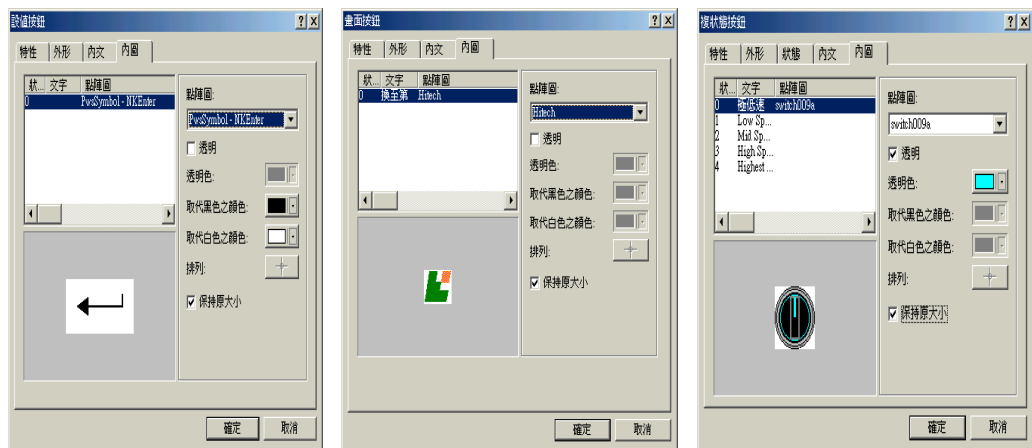 設值按鈕
特性 外形 內文 內圖
狀... 文字 點陣圖
0 PwsSymbol - NKEnter
點陣圖:
PwsSymbol - NKEnter
透明
透明色:
取代黑色之顏色:
取代白色之顏色:
排列:
保持原大小
確定 取消
畫面按鈕
特性 外形 內文 內圖
狀... 文字 點陣圖
0 換至第 Hitech
點陣圖:
Hitech
透明
透明色:
取代黑色之顏色:
取代白色之顏色:
排列:
保持原大小
確定 取消
複狀態按鈕
特性 外形 狀態 內文 內圖
狀... 文字 點陣圖
0 極低速 switch009a
1 Low Sp...
2 Mid Sp...
3 High Sp...
4 Highest ...
點陣圖:
switch009a
透明
透明色:
取代黑色之顏色:
取代白色之顏色:
排列:
保持原大小
確定 取消